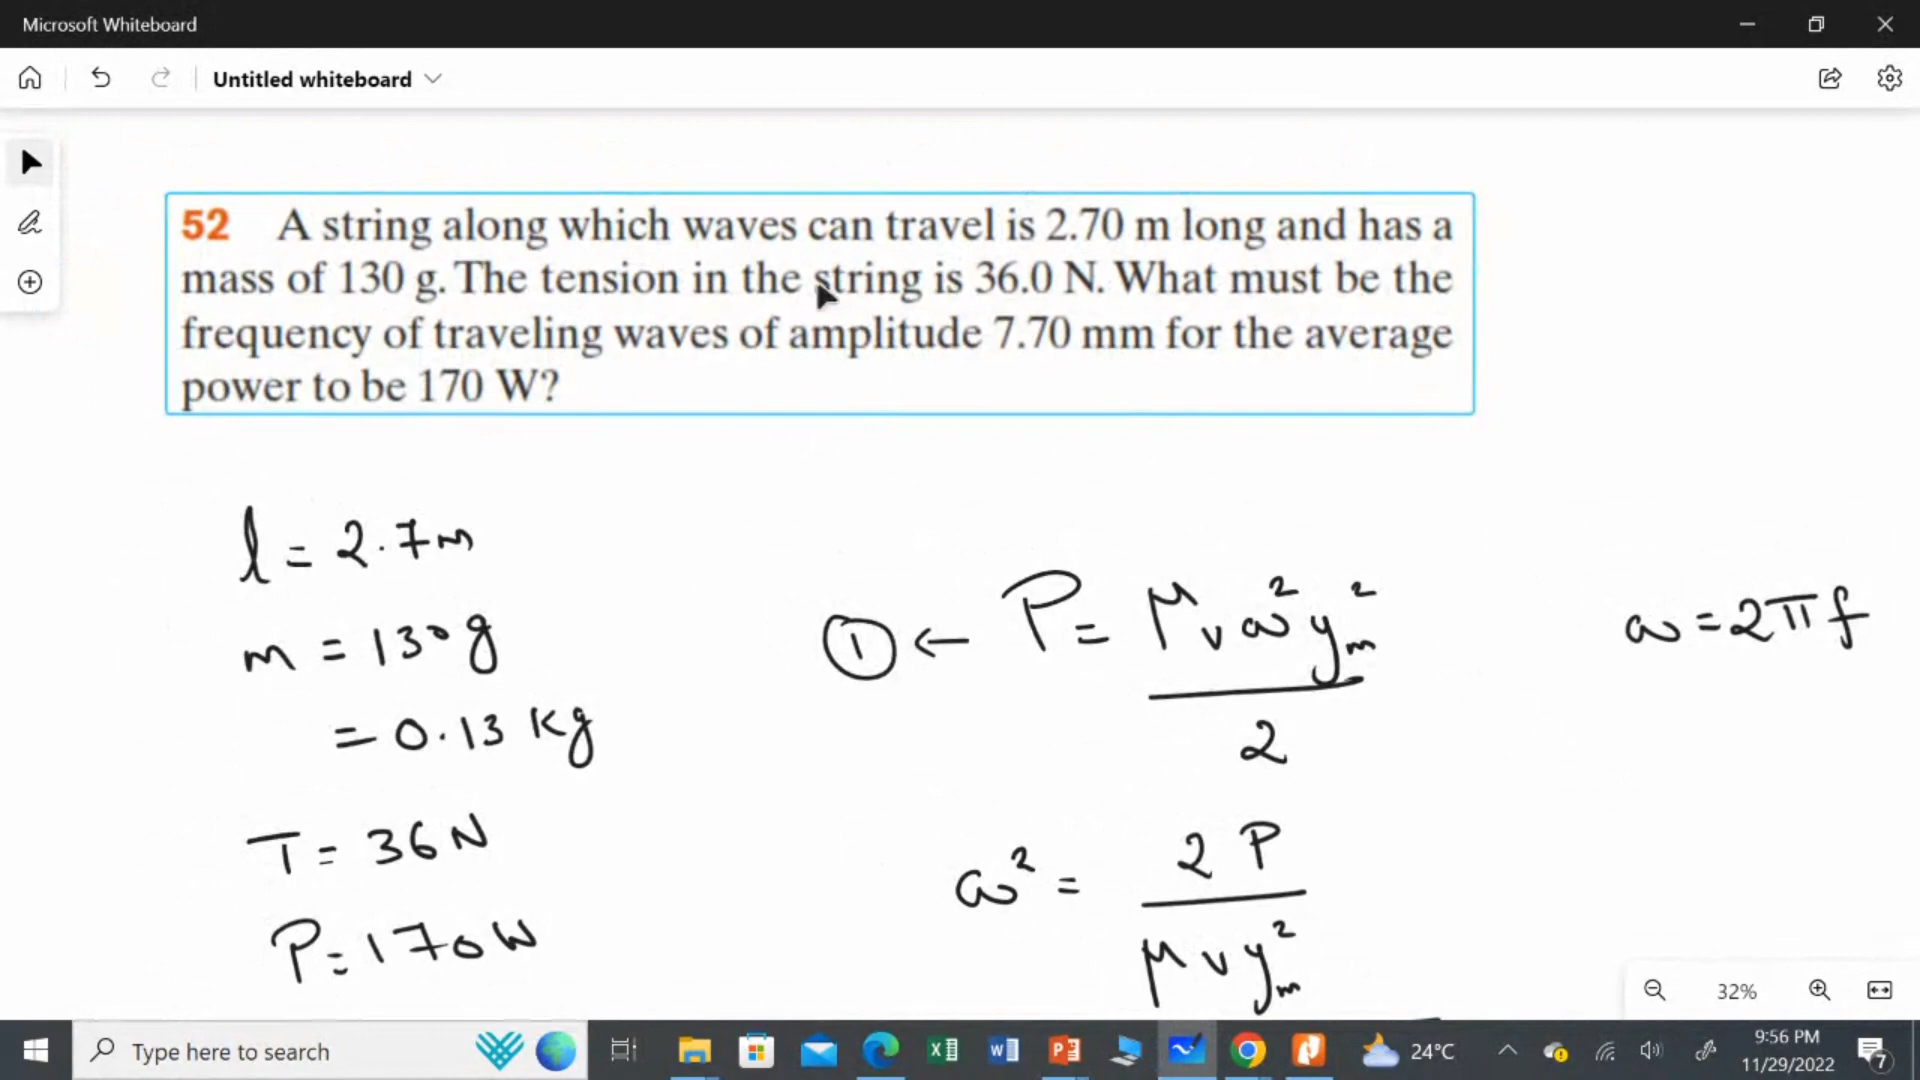 Microsoft Whiteboard
Untitled whiteboard
52 A string along which waves can travel is 2.70 m long and has a
mass of 130 g. The tension in the string is 36.0 N. What must be the
frequency of traveling waves of amplitude 7.70 mm for the average
power to be 170 W?
l = 2.7m
m = 130g
= 0.13 kg
T = 36N
P = 170W
① ← P = μvω²yₘ²
2
ω = 2πf
ω² = 2P
μvyₘ²
32%
Type here to search
24°C
9:56 PM
11/29/2022
7